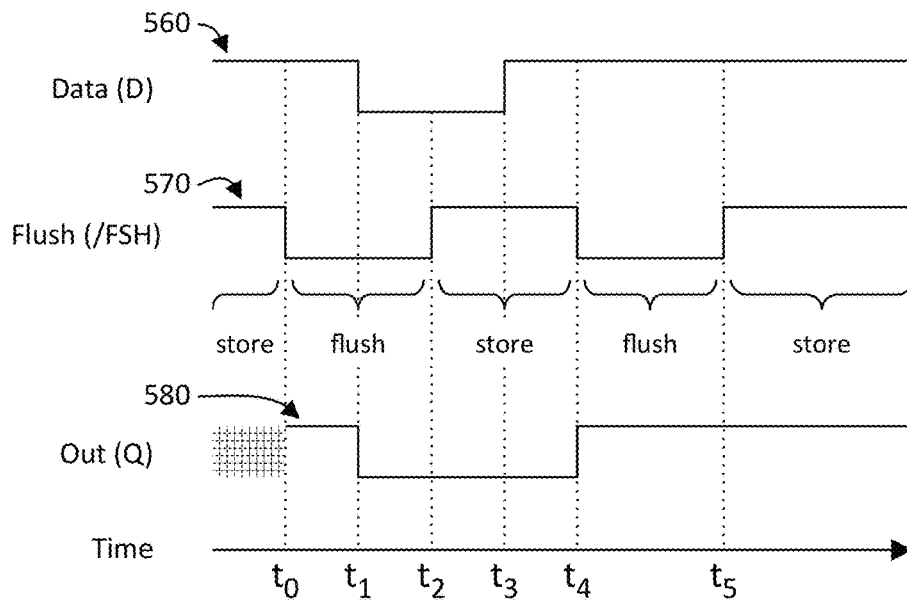 560
Data (D)
570
Flush (/FSH)
store flush store flush store
580
Out (Q)
Time
t0 t1 t2 t3 t4 t5